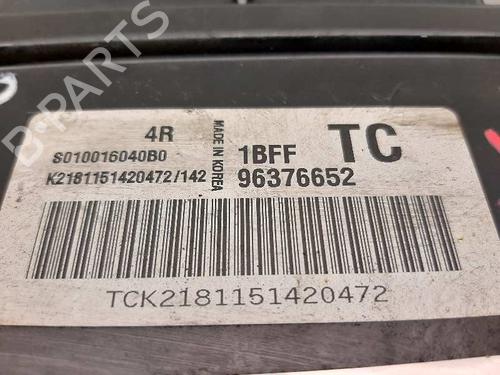 B-PARTS
4R
MADE IN KOREA
1BFF
TC
S010016040B0
K2181151420472/142
96376652
TCK2181151420472